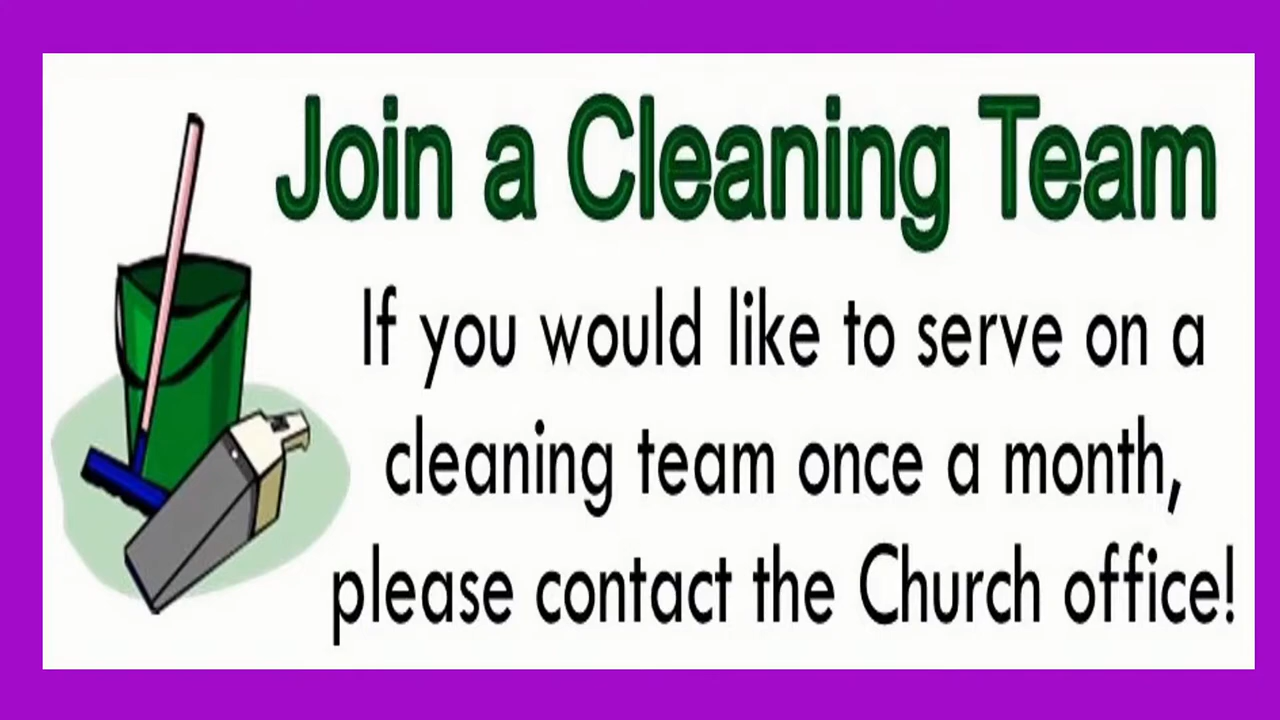 Join a Cleaning Team
If you would like to serve on a
cleaning team once a month,
please contact the Church office!